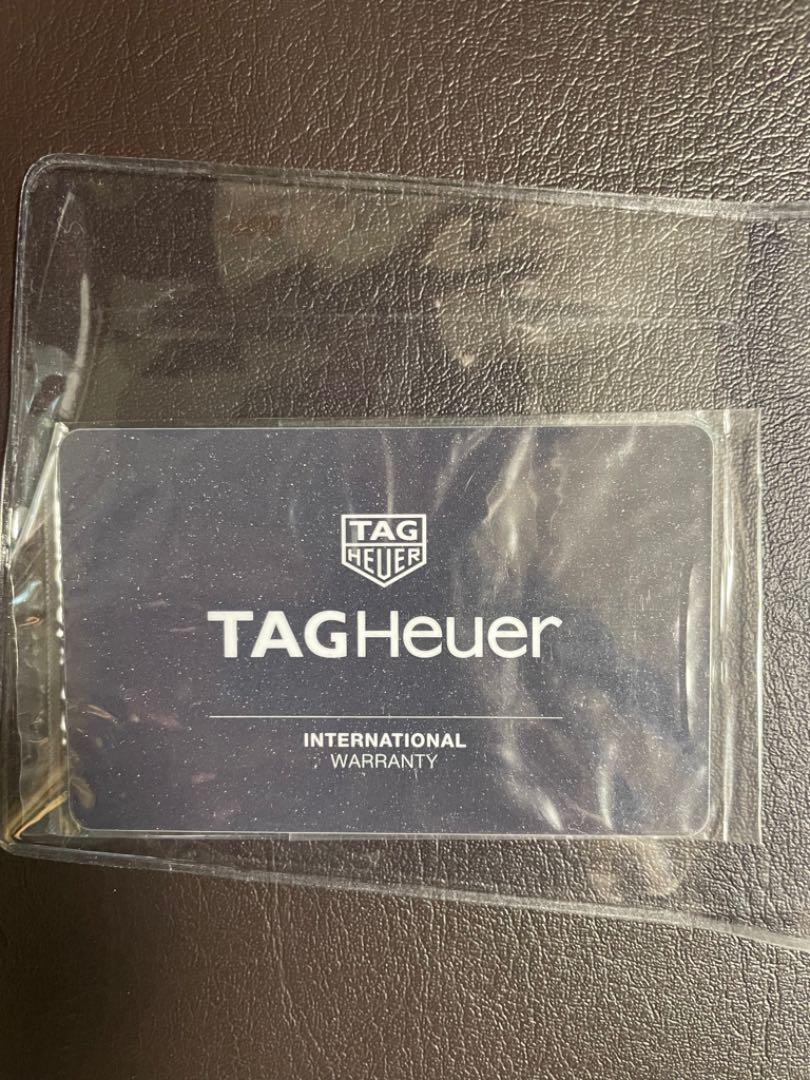 TAG
HEUER
TAGHeuer
INTERNATIONAL
WARRANTY